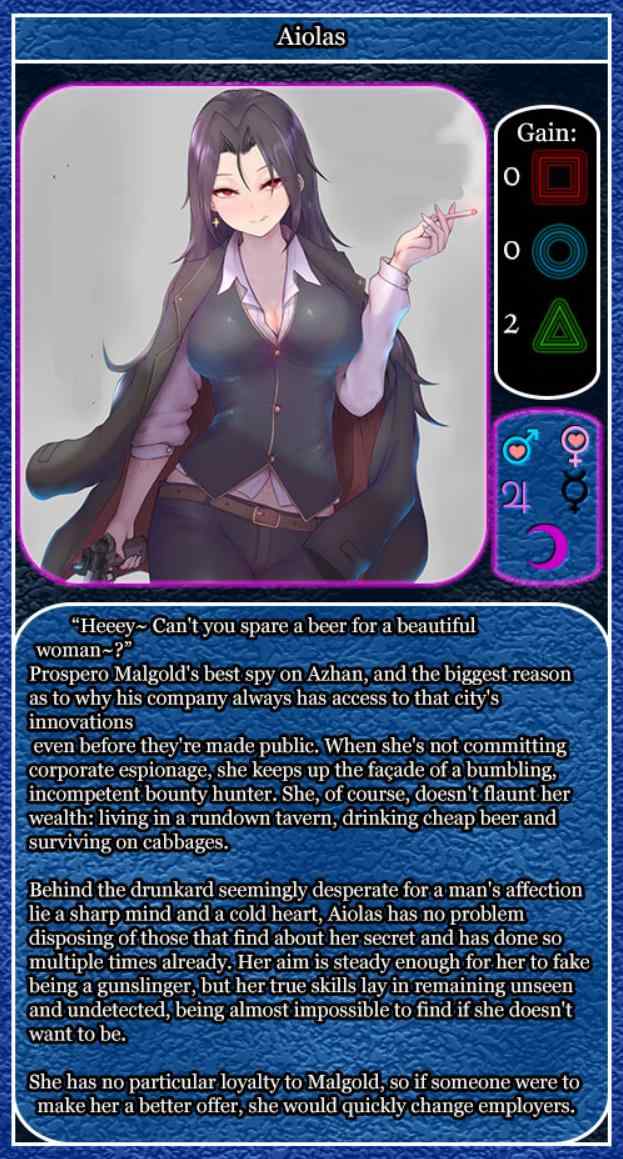 Aiolas
Gain:
0
0
2
“Heeey~ Can't you spare a beer for a beautiful
woman~?”
Prospero Malgold's best spy on Azhan, and the biggest reason
as to why his company always has access to that city's
innovations
even before they're made public. When she's not committing
corporate espionage, she keeps up the façade of a bumbling,
incompetent bounty hunter. She, of course, doesn't flaunt her
wealth: living in a rundown tavern, drinking cheap beer and
surviving on cabbages.
Behind the drunkard seemingly desperate for a man's affection
lie a sharp mind and a cold heart, Aiolas has no problem
disposing of those that find about her secret and has done so
multiple times already. Her aim is steady enough for her to fake
being a gunslinger, but her true skills lay in remaining unseen
and undetected, being almost impossible to find if she doesn't
want to be.
She has no particular loyalty to Malgold, so if someone were to
make her a better offer, she would quickly change employers.